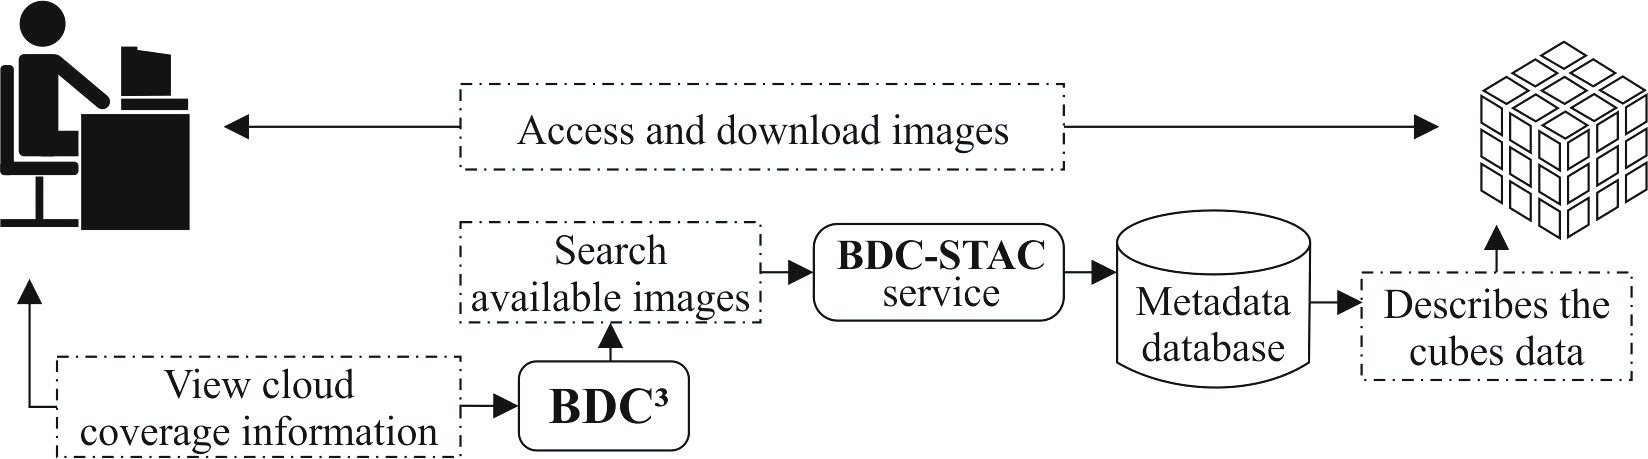 Access and download images
Search
available images
BDC-STAC
service
Metadata
database
Describes the
cubes data
View cloud
coverage information
BDC³